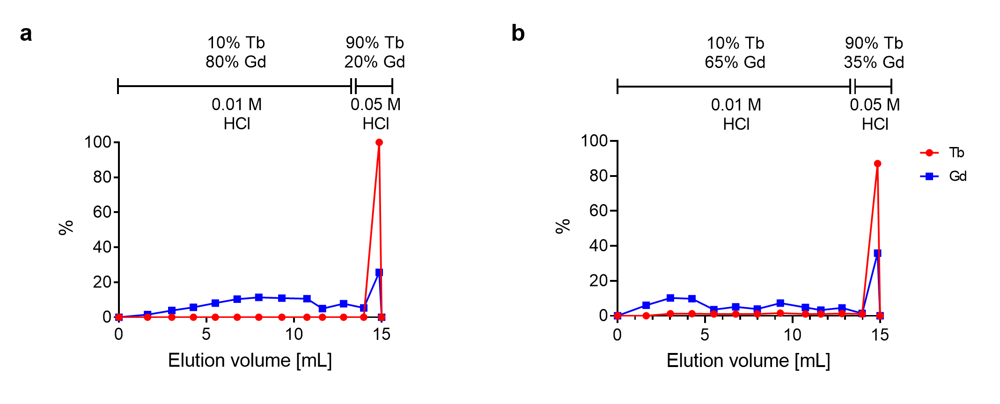 a
10% Tb
80% Gd
90% Tb
20% Gd
0.01 M
HCl
0.05 M
HCl
100
80
60
40
20
0
%
0 5 10 15
Elution volume [mL]
b
10% Tb
65% Gd
90% Tb
35% Gd
0.01 M
HCl
0.05 M
HCl
100
80
60
40
20
0
%
0 5 10 15
Elution volume [mL]
Tb
Gd